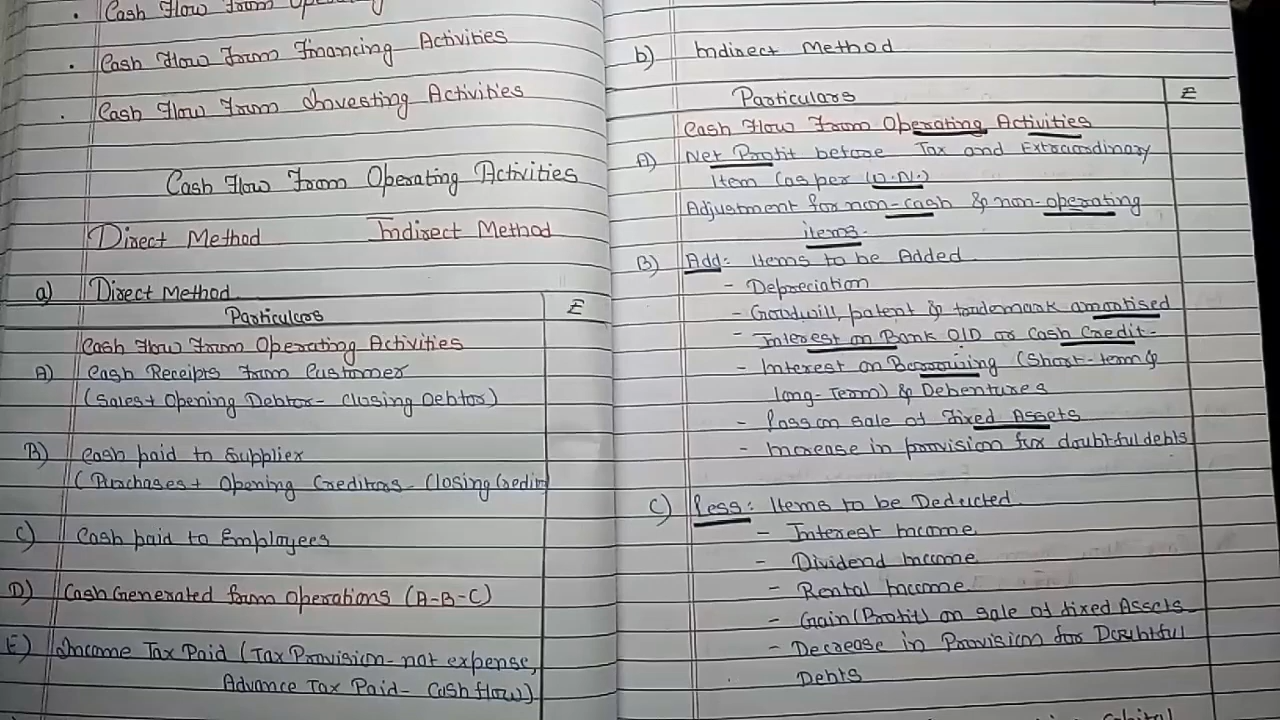 • Cash Flow From Operating
• Cash Flow From Financing Activities
• Cash Flow From Investing Activities
Cash Flow From Operating Activities
Direct Method Indirect Method
a) Direct Method
Particulars ₹
Cash Flow From Operating Activities
A) Cash Receipts From Customer
(Sales + Opening Debtor - Closing Debtor)
B) Cash paid to Supplier
(Purchases + Opening Creditors - Closing Credit
C) Cash paid to Employees
D) Cash Generated form Operations (A-B-C)
E) Income Tax Paid (Tax Provision - not expense,
Advance Tax Paid - Cash flow)
b) Indirect Method
Particulars ₹
Cash Flow From Operating Activities
A) Net Profit before Tax and Extraordinary
Item (as per W.N.)
Adjustment for non-cash & non-operating
items.
B) Add: Items to be Added
- Depreciation
- Goodwill, patent & trademark amortised
- Interest on Bank O/D or Cash Credit-
- Interest on Borrowing (Short-term &
long-Term) & Debentures
- Loss on sale of Fixed Assets
- Increase in provision for doubtful debts
C) Less: Items to be Deducted
- Interest Income
- Dividend Income
- Rental Income
- Gain (Profit) on sale of fixed Assets
- Decrease in Provision for Doubtful
Debts